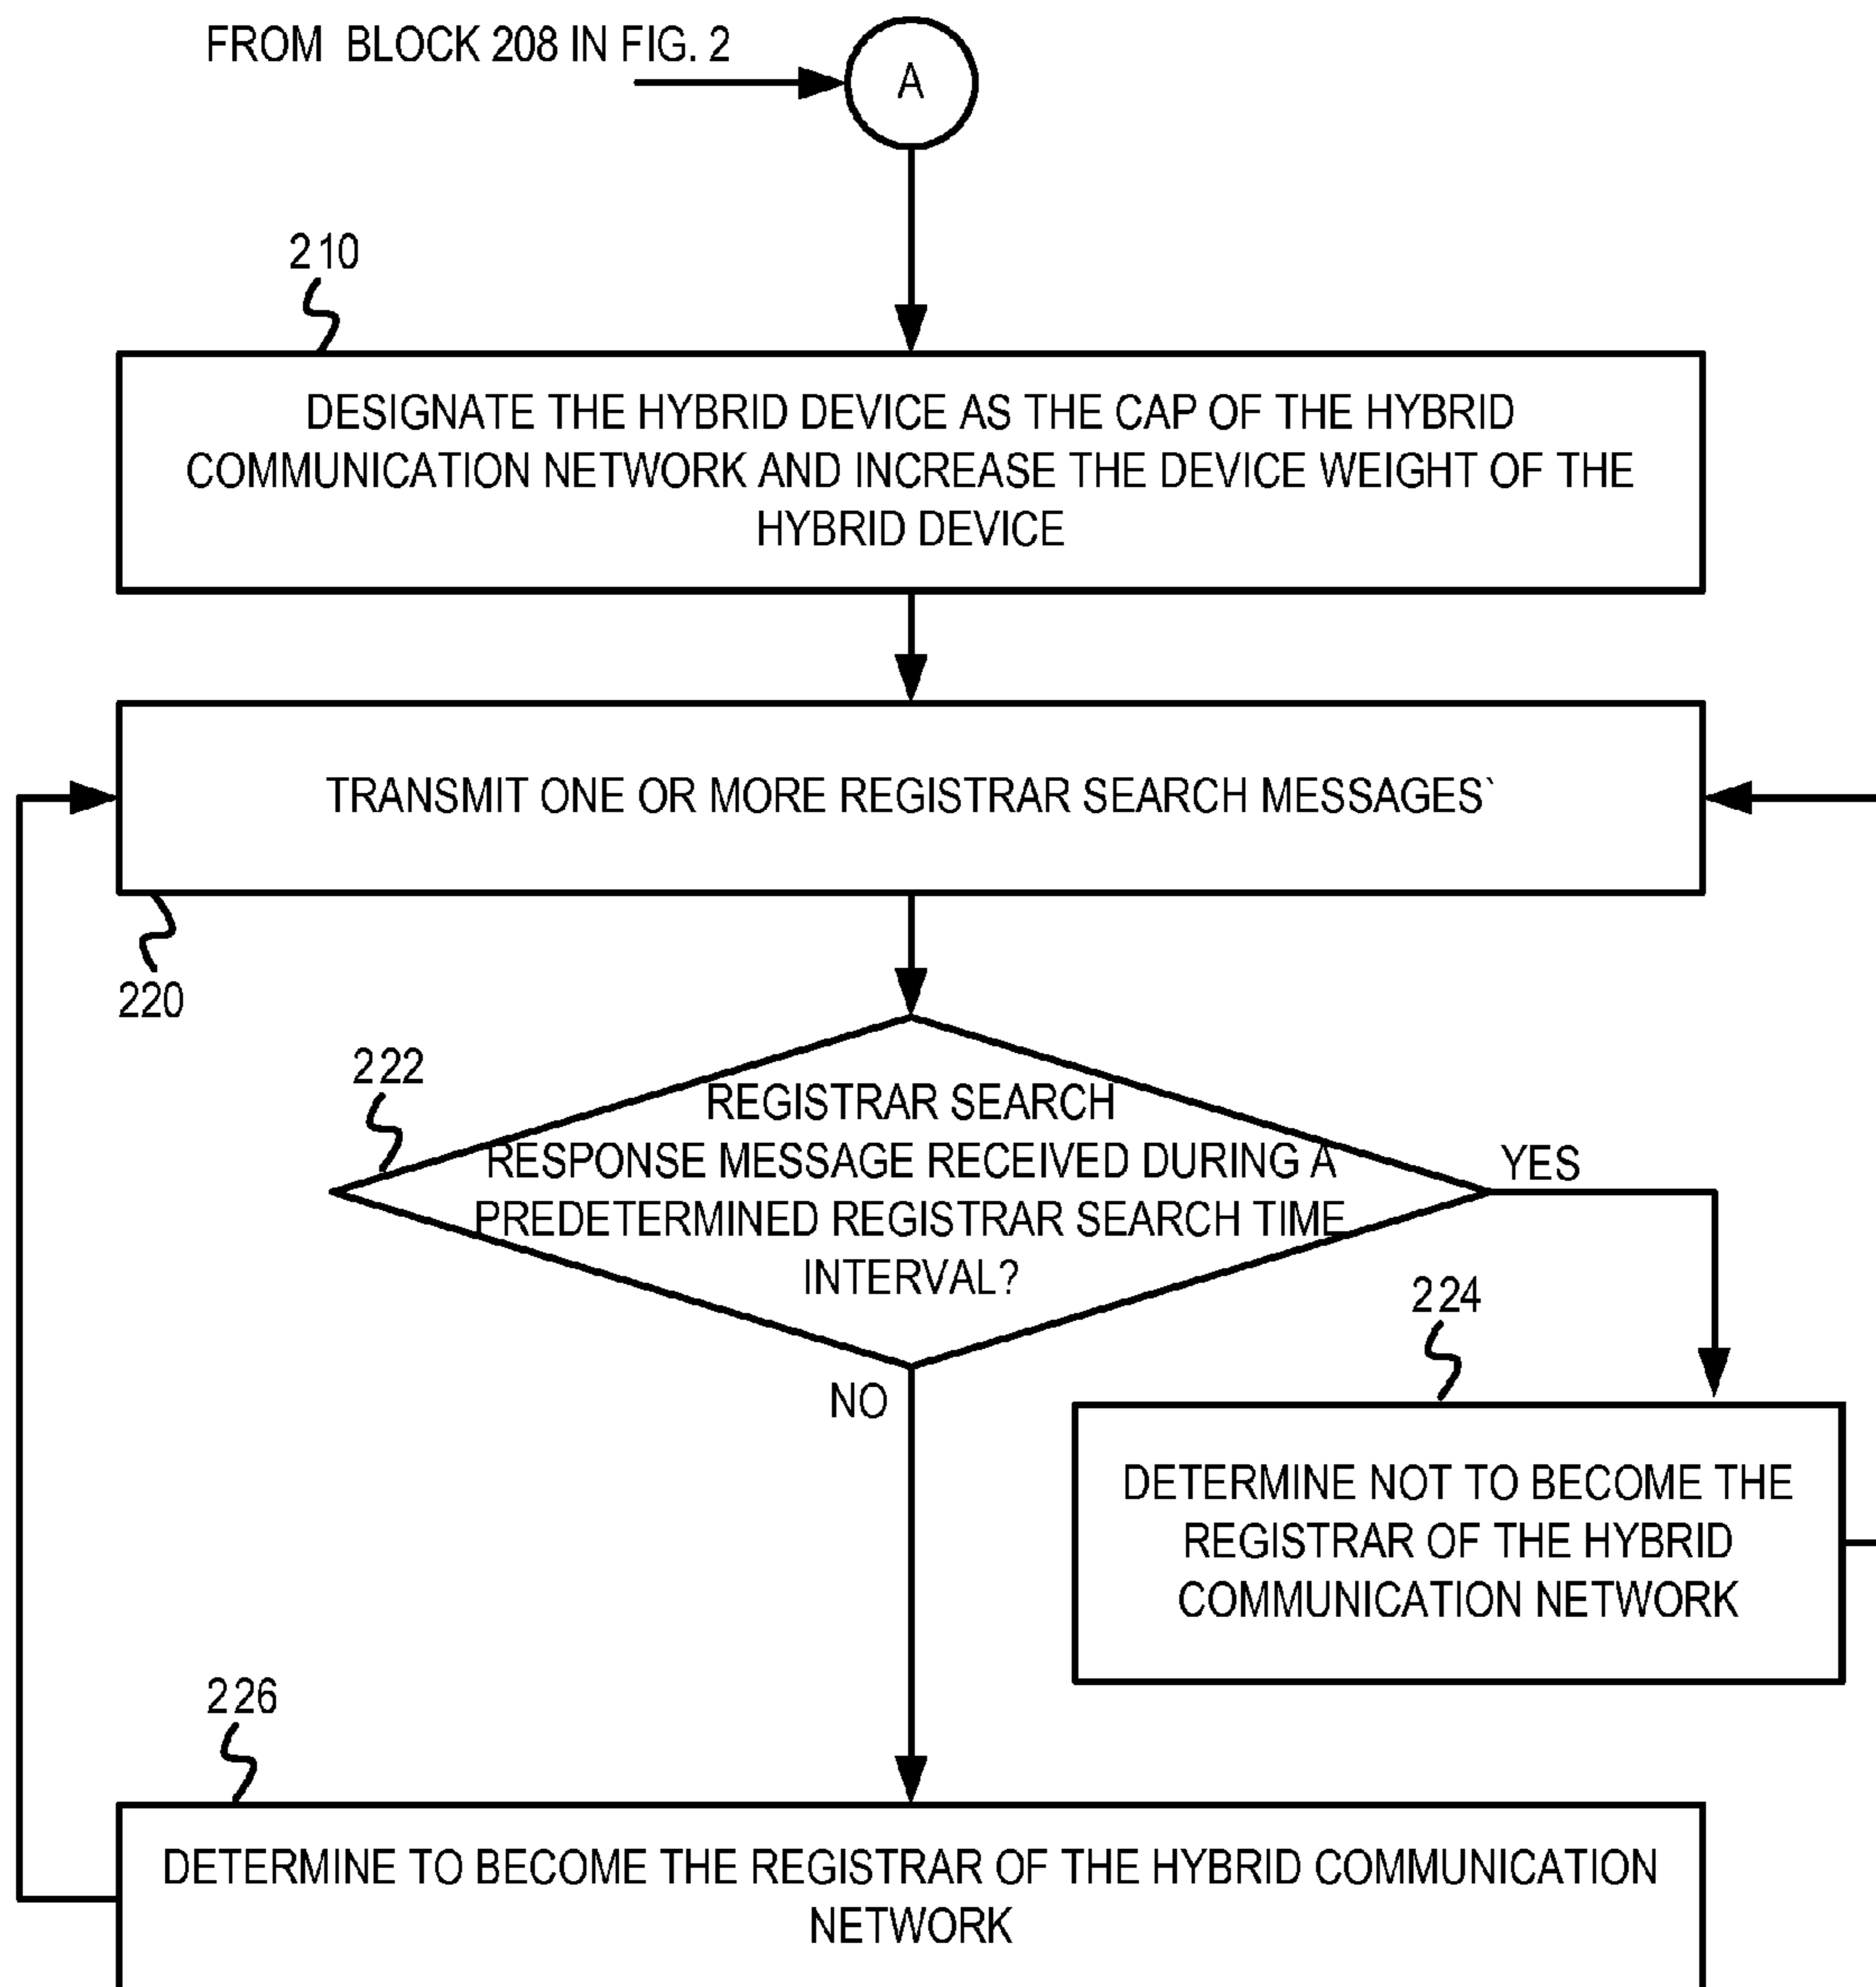 FROM BLOCK 208 IN FIG. 2
A
210
DESIGNATE THE HYBRID DEVICE AS THE CAP OF THE HYBRID
COMMUNICATION NETWORK AND INCREASE THE DEVICE WEIGHT OF THE
HYBRID DEVICE
TRANSMIT ONE OR MORE REGISTRAR SEARCH MESSAGES`
220
222
REGISTRAR SEARCH
RESPONSE MESSAGE RECEIVED DURING A
PREDETERMINED REGISTRAR SEARCH TIME
INTERVAL?
YES
NO
224
DETERMINE NOT TO BECOME THE
REGISTRAR OF THE HYBRID
COMMUNICATION NETWORK
226
DETERMINE TO BECOME THE REGISTRAR OF THE HYBRID COMMUNICATION
NETWORK